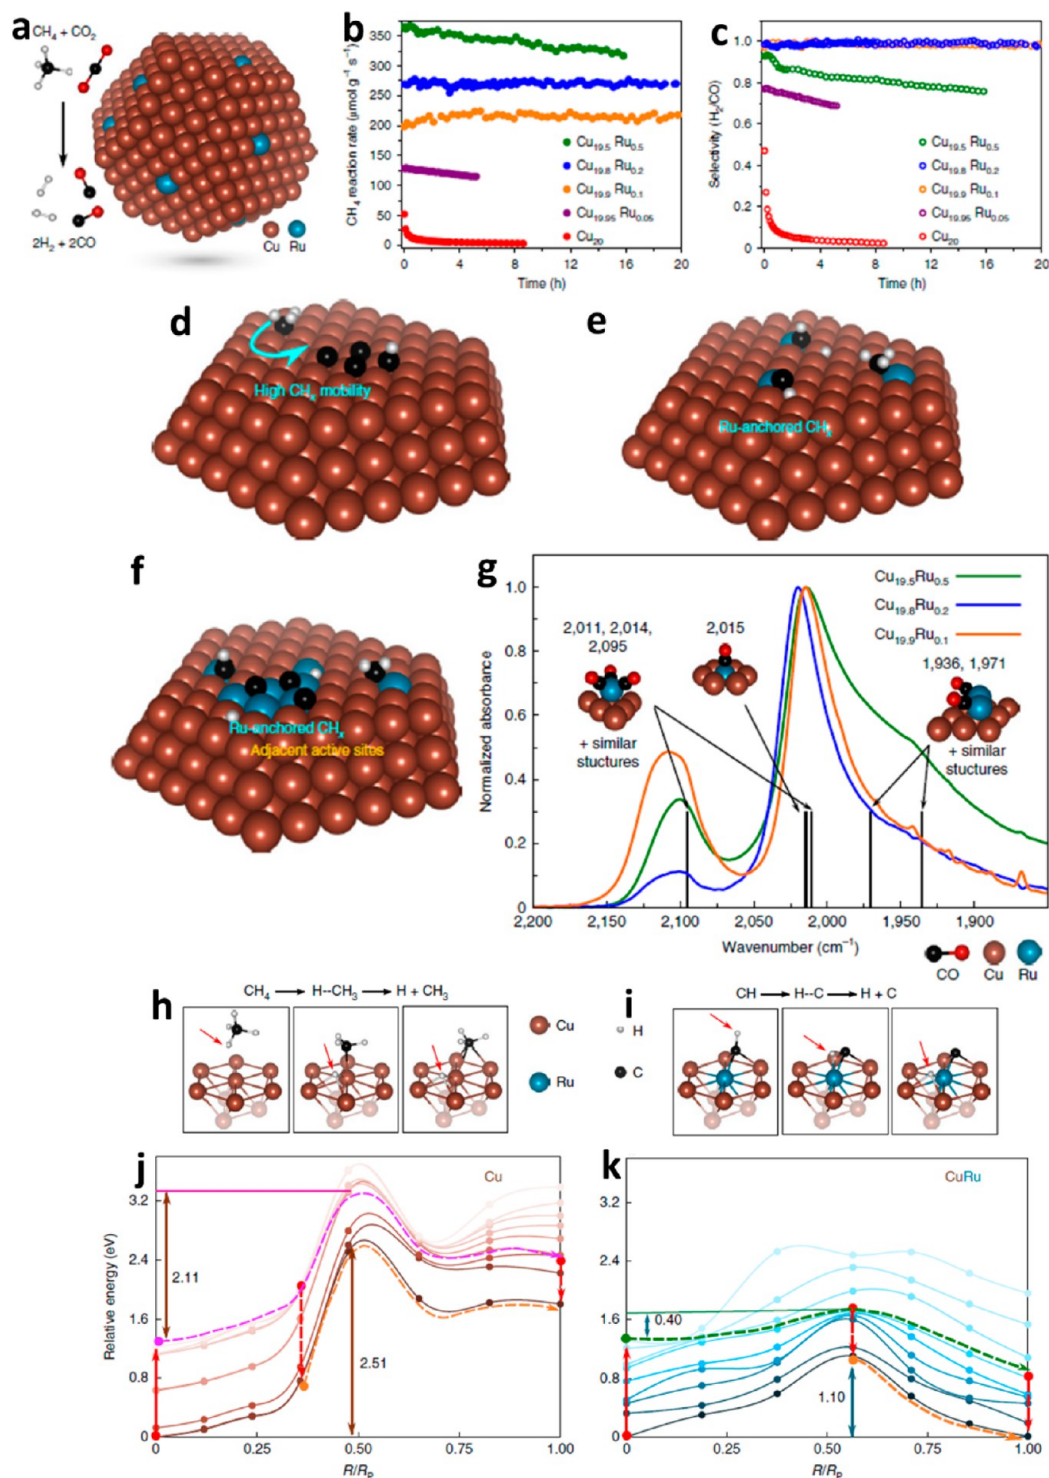 a
CH₄ + CO₂
2H₂ + 2CO
Cu Ru
b
CH₄ reaction rate (μmol g⁻¹ s⁻¹)
350
300
250
200
150
100
50
0
Cu₁₉.₅ Ru₀.₅
Cu₁₉.₈ Ru₀.₂
Cu₁₉.₉ Ru₀.₁
Cu₁₉.₉₅ Ru₀.₀₅
Cu₂₀
0 4 8 12 16 20
Time (h)
c
Selectivity (H₂/CO)
1.0
0.8
0.6
0.4
0.2
0
Cu₁₉.₅ Ru₀.₅
Cu₁₉.₈ Ru₀.₂
Cu₁₉.₉ Ru₀.₁
Cu₁₉.₉₅ Ru₀.₀₅
Cu₂₀
0 4 8 12 16 20
Time (h)
d
High CHₓ mobility
e
Ru-anchored CHₓ
f
Ru-anchored CHₓ
Adjacent active sites
g
Normalized absorbance
1.0
0.8
0.6
0.4
0.2
0
Cu₁₉.₅Ru₀.₅
Cu₁₉.₈Ru₀.₂
Cu₁₉.₉Ru₀.₁
2,011, 2,014,
2,095
+ similar
stuctures
2,015
1,936, 1,971
+ similar
stuctures
2,200 2,150 2,100 2,050 2,000 1,950 1,900
Wavenumber (cm⁻¹)
CO Cu Ru
h
CH₄ → H--CH₃ → H + CH₃
Cu
Ru
i
CH → H--C → H + C
H
C
j
Cu
Relative energy (eV)
3.2
2.4
1.6
0.8
0
2.11
2.51
0 0.25 0.50 0.75 1.00
R/Rₚ
k
CuRu
3.2
2.4
1.6
0.8
0
0.40
1.10
0 0.25 0.50 0.75 1.00
R/Rₚ